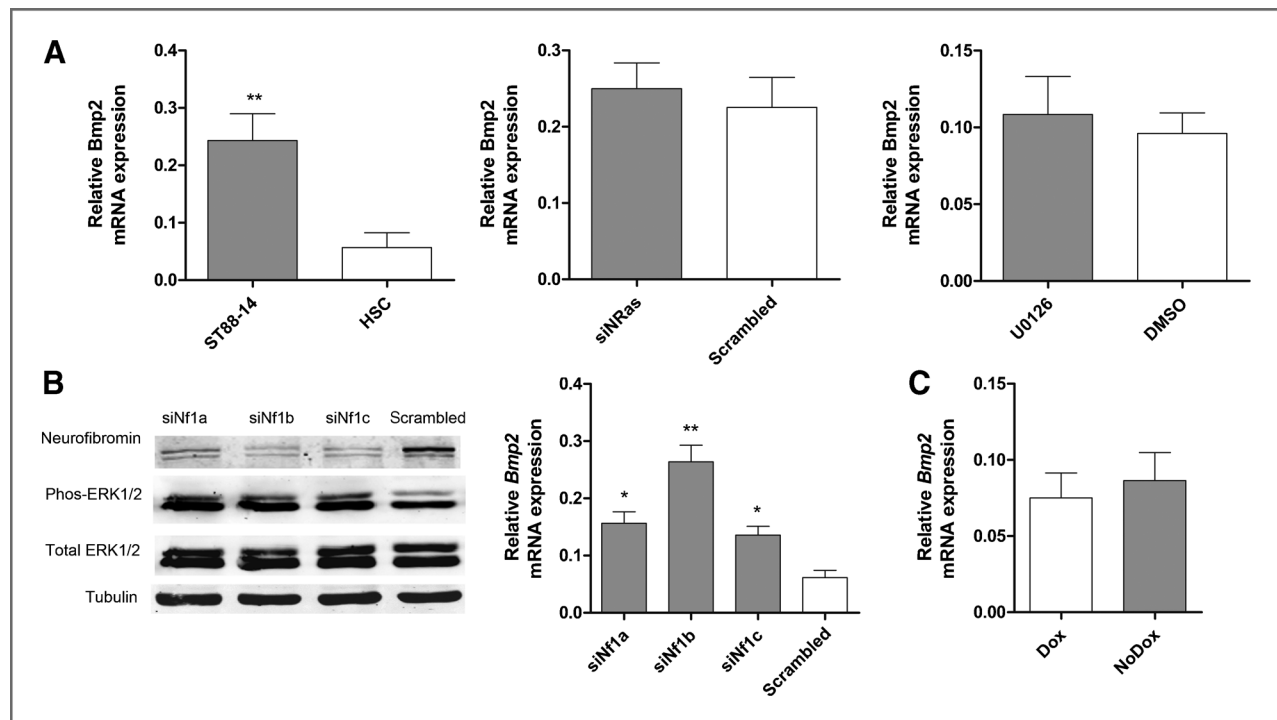 A
Relative Bmp2
mRNA expression
0.4
0.3
0.2
0.1
0.0
**
ST88-14
HSC
Relative Bmp2
mRNA expression
0.3
0.2
0.1
0.0
siNRas
Scrambled
Relative Bmp2
mRNA expression
0.15
0.10
0.05
0.00
U0126
DMSO
B
siNf1a siNf1b siNf1c Scrambled
Neurofibromin
Phos-ERK1/2
Total ERK1/2
Tubulin
Relative Bmp2
mRNA expression
0.4
0.3
0.2
0.1
0.0
*
**
*
siNf1a
siNf1b
siNf1c
Scrambled
C
Relative Bmp2
mRNA expression
0.15
0.10
0.05
0.00
Dox
NoDox